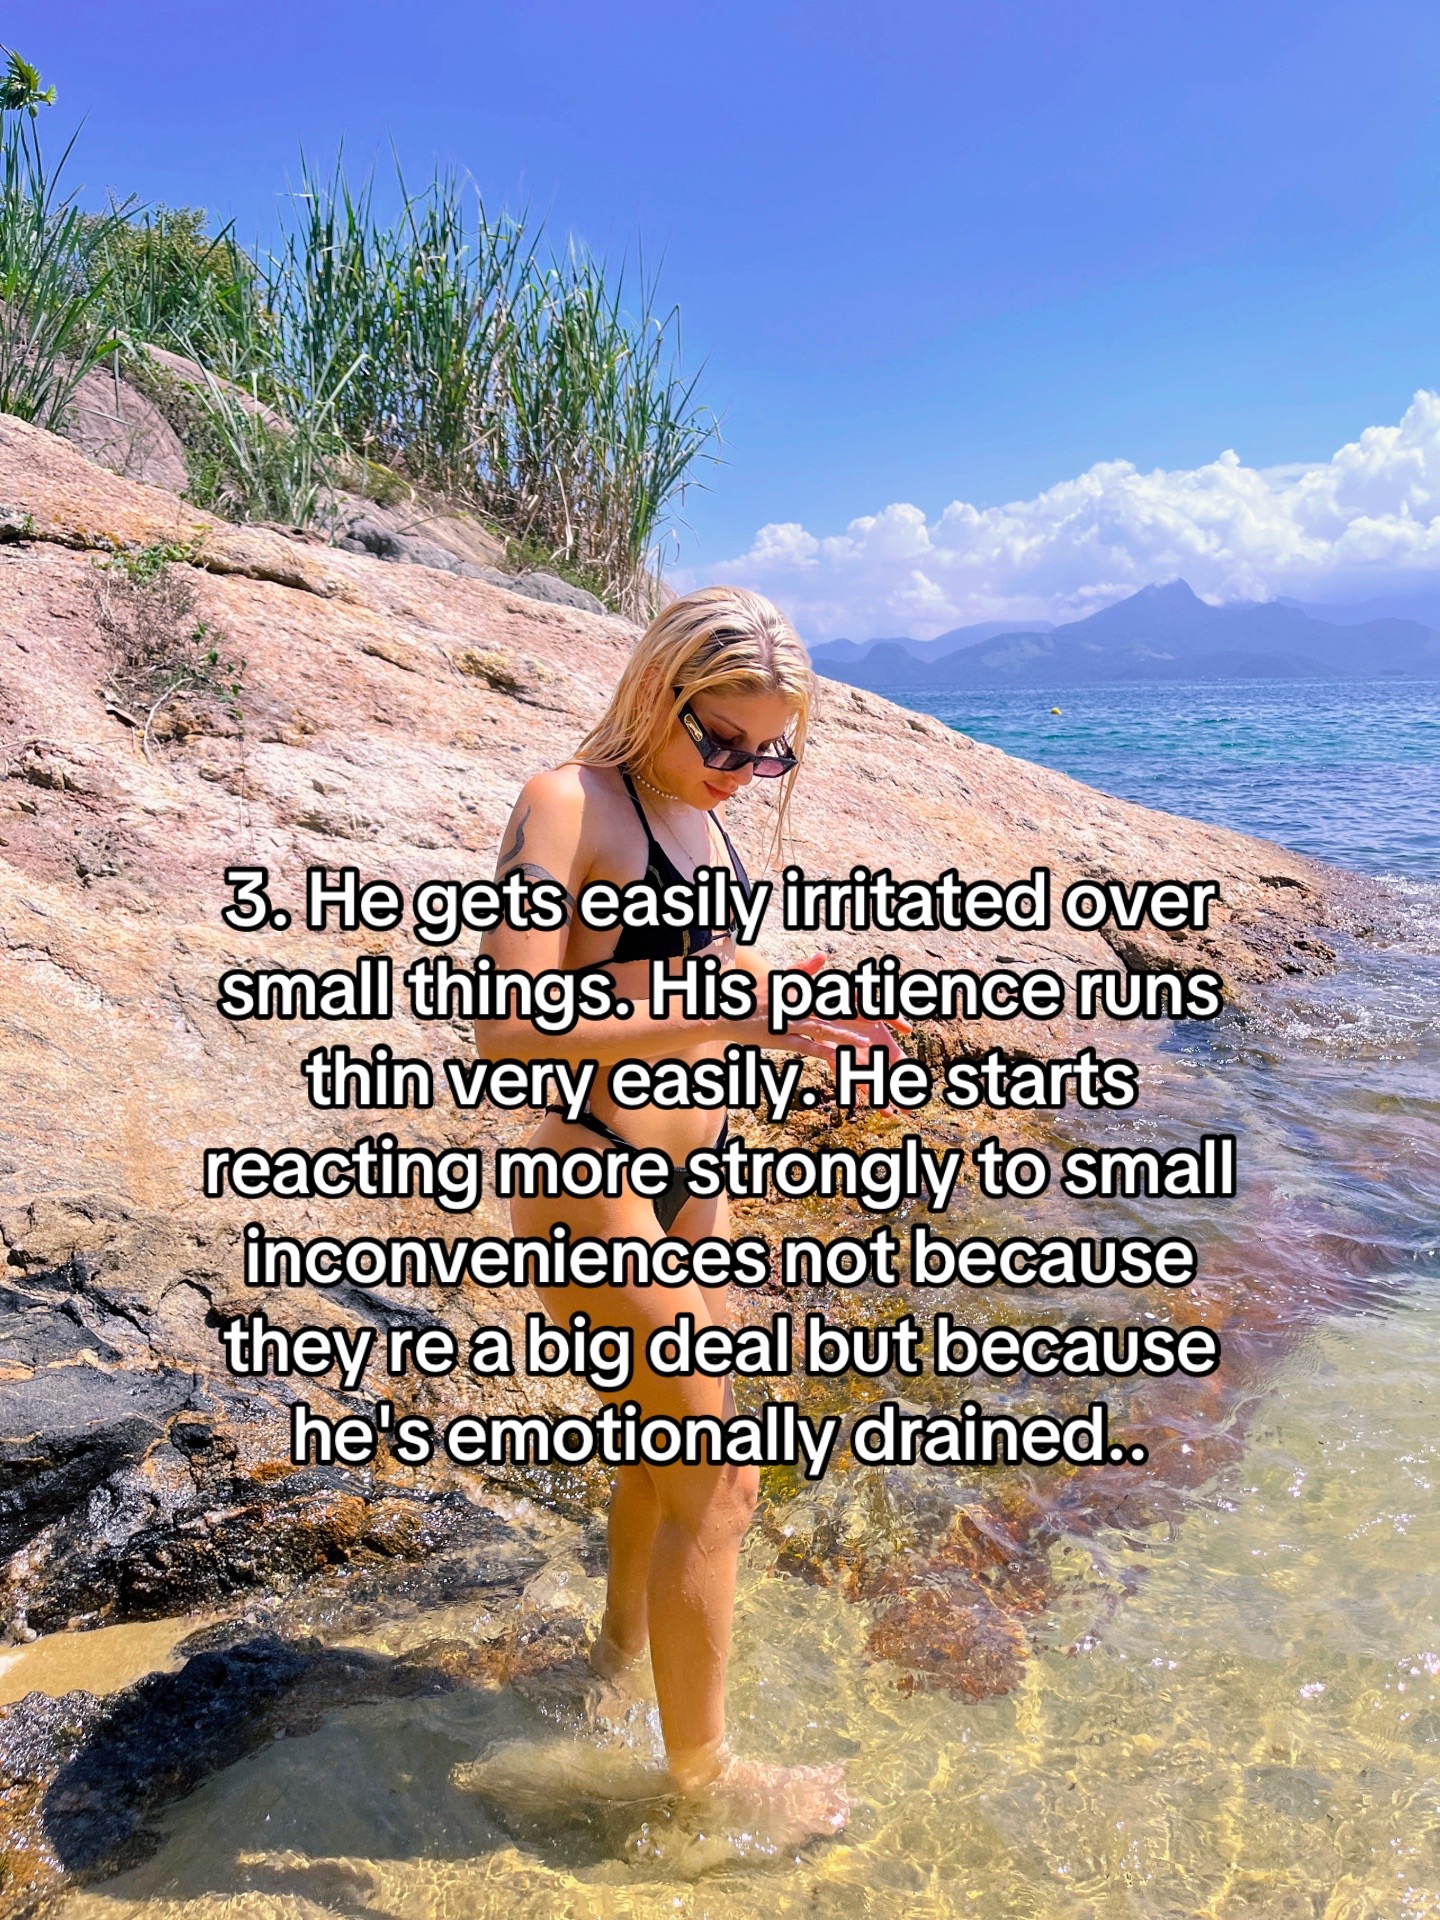 3. He gets easily irritated over
small things. His patience runs
thin very easily. He starts
reacting more strongly to small
inconveniences not because
they re a big deal but because
he's emotionally drained..